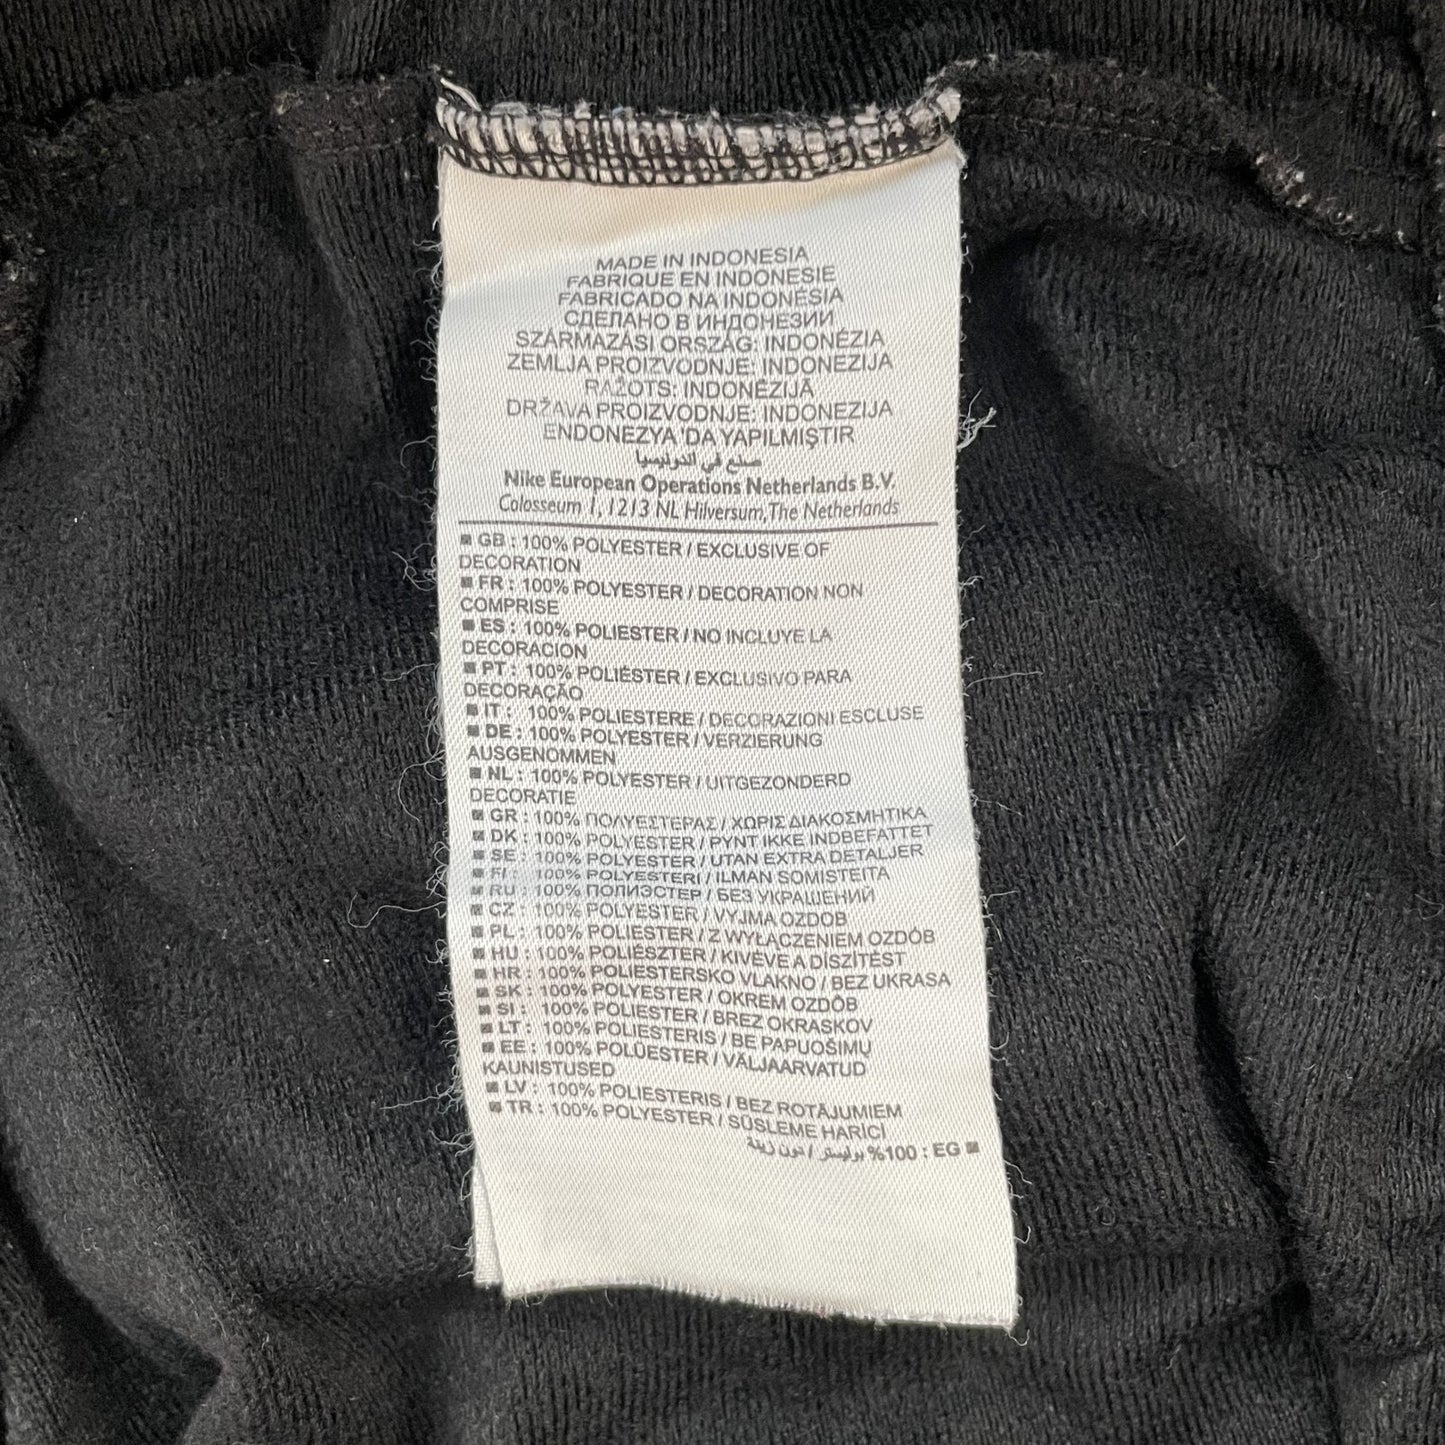 MADE IN INDONESIA
FABRIQUE EN INDONESIE
FABRICADO NA INDONESIA
СДЕЛАНО В ИНДОНЕЗИИ
SZÁRMAZÁSI ORSZÁG: INDONÉZIA
ZEMLJA PROIZVODNJE: INDONEZIJA
RAŽOTS: INDONĒZIJĀ
DRŽAVA PROIZVODNJE: INDONEZIJA
ENDONEZYA 'DA YAPILMIŞTIR
صنع في اندونيسيا
Nike European Operations Netherlands B.V.
Colosseum 1, 1213 NL Hilversum, The Netherlands
■ GB : 100% POLYESTER / EXCLUSIVE OF
DECORATION
■ FR : 100% POLYESTER / DECORATION NON
COMPRISE
■ ES : 100% POLIESTER / NO INCLUYE LA
DECORACION
■ PT : 100% POLIÉSTER / EXCLUSIVO PARA
DECORAÇÃO
■ IT : 100% POLIESTERE / DECORAZIONI ESCLUSE
■ DE : 100% POLYESTER / VERZIERUNG
AUSGENOMMEN
■ NL : 100% POLYESTER / UITGEZONDERD
DECORATIE
■ GR : 100% ΠΟΛΥΕΣΤΕΡΑΣ / ΧΩΡΙΣ ΔΙΑΚΟΣΜΗΤΙΚΑ
■ DK : 100% POLYESTER / PYNT IKKE INDBEFATTET
■ SE : 100% POLYESTER / UTAN EXTRA DETALJER
■ FI : 100% POLYESTERI / ILMAN SOMISTEITA
■ RU : 100% ПОЛИЭСТЕР / БЕЗ УКРАШЕНИЙ
■ CZ : 100% POLYESTER / VYJMA OZDOB
■ PL : 100% POLIESTER / Z WYŁĄCZENIEM OZDÓB
■ HU : 100% POLIÉSZTER / KIVÉVE A DÍSZÍTÉST
■ HR : 100% POLIESTERSKO VLAKNO / BEZ UKRASA
■ SK : 100% POLYESTER / OKREM OZDÔB
■ SI : 100% POLIESTER / BREZ OKRASKOV
■ LT : 100% POLIESTERIS / BE PAPUOŠIMŲ
■ EE : 100% POLÜESTER / VÄLJAARVATUD
KAUNISTUSED
■ LV : 100% POLIESTERIS / BEZ ROTĀJUMIEM
■ TR : 100% POLYESTER / SÜSLEME HARİCİ
■ EG : 100% بوليستر / دون زينة